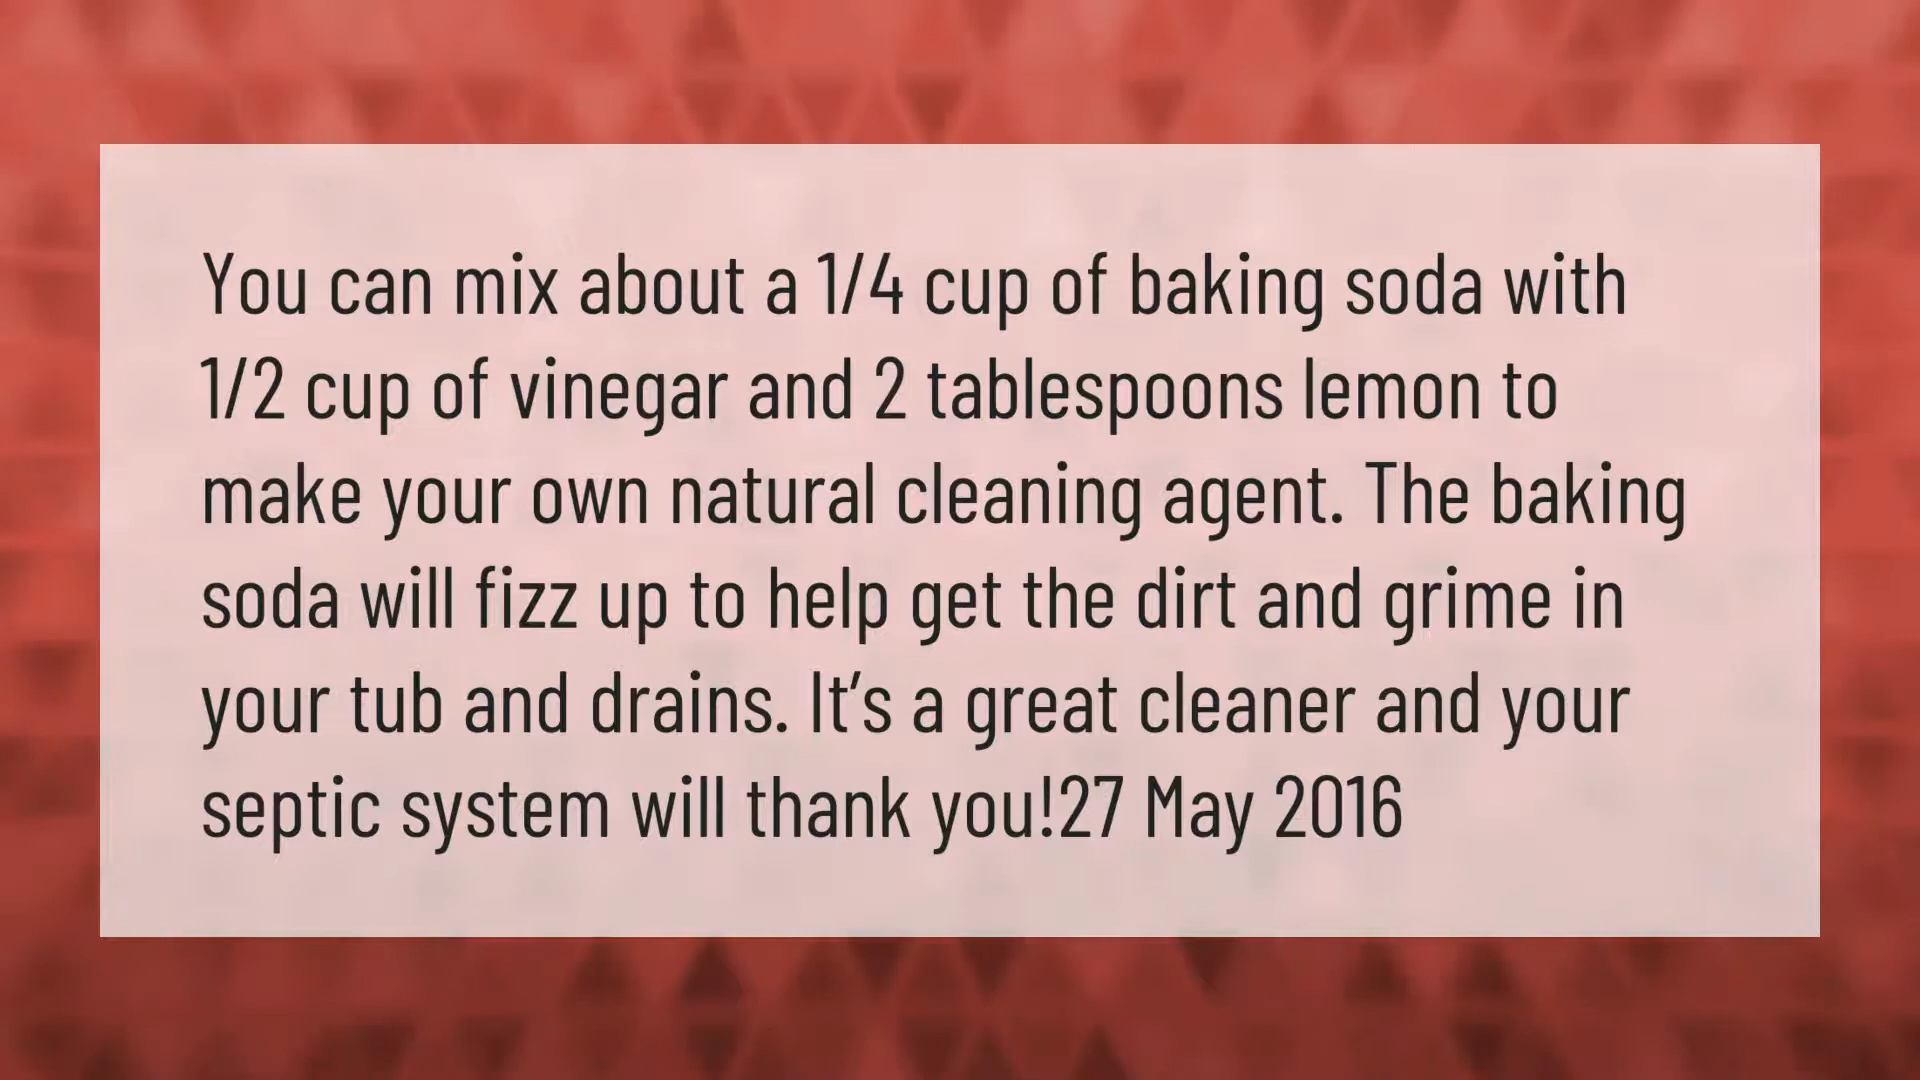 You can mix about a 1/4 cup of baking soda with
1/2 cup of vinegar and 2 tablespoons lemon to
make your own natural cleaning agent. The baking
soda will fizz up to help get the dirt and grime in
your tub and drains. It’s a great cleaner and your
septic system will thank you!27 May 2016